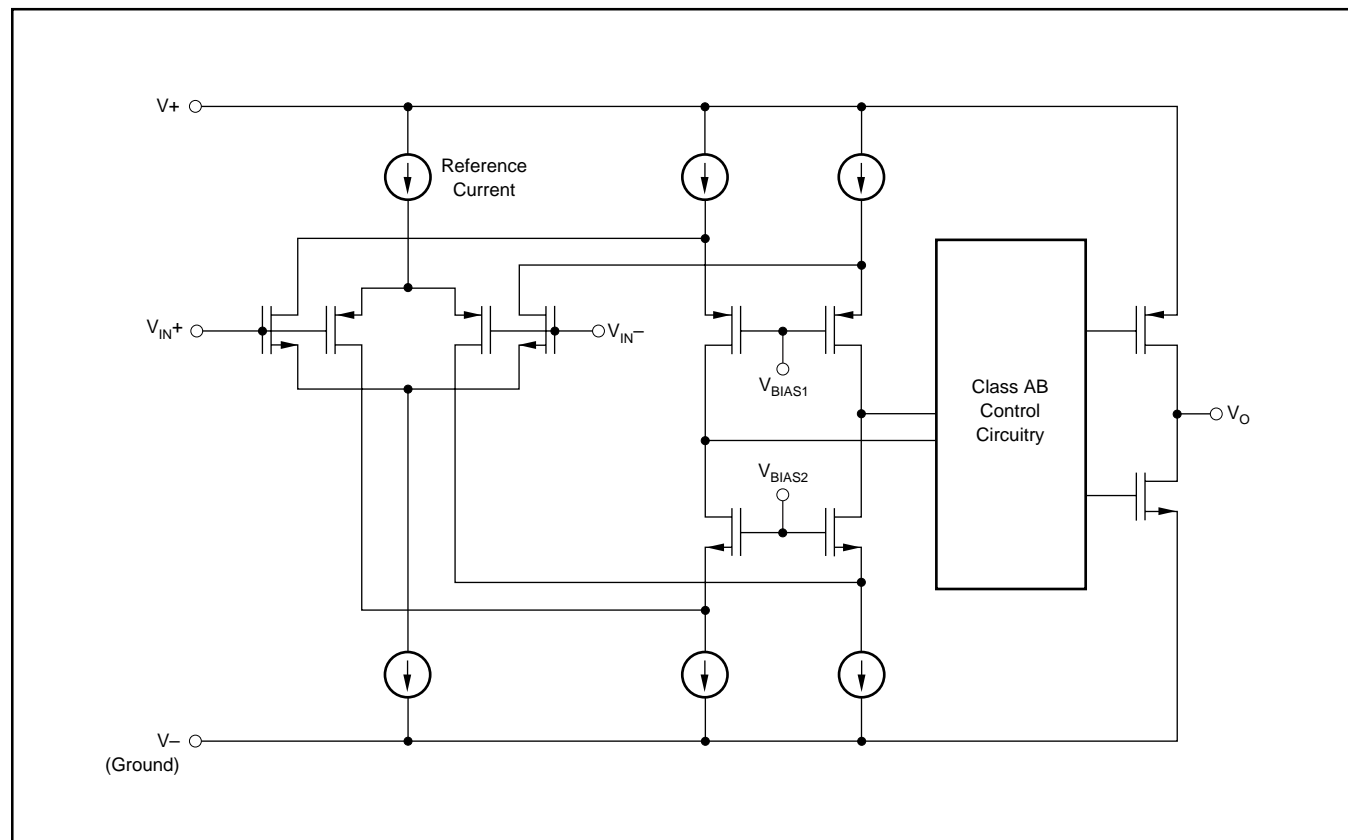 V+
Reference
Current
V_IN+
V_IN−
V_BIAS1
Class AB
Control
Circuitry
V_O
V_BIAS2
V−
(Ground)